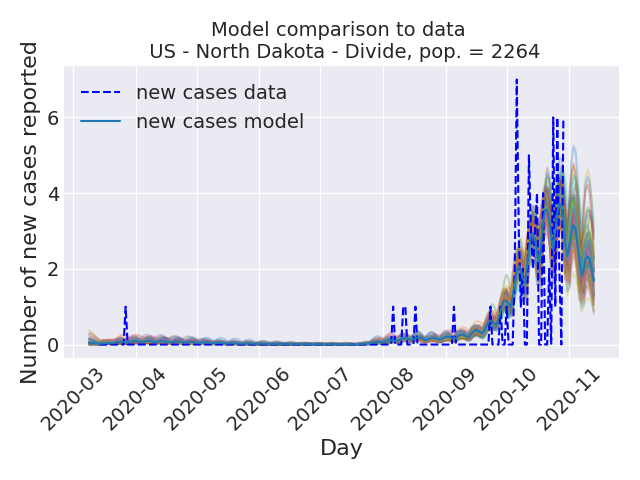 Model comparison to data
US - North Dakota - Divide, pop. = 2264
Number of new cases reported
new cases data
new cases model
6
4
2
0
2020-03
2020-04
2020-05
2020-06
2020-07
2020-08
2020-09
2020-10
2020-11
Day